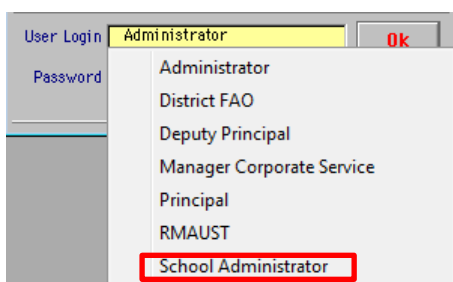 User Login Administrator Ok
Password
Administrator
District FAO
Deputy Principal
Manager Corporate Service
Principal
RMAUST
School Administrator